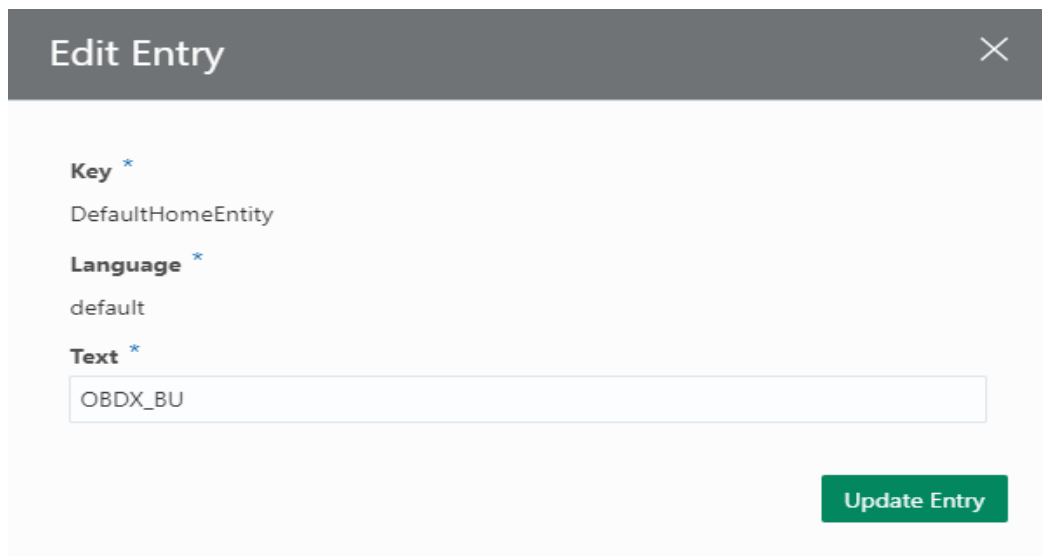 Edit Entry
Key *
DefaultHomeEntity
Language *
default
Text *
OBDX_BU
Update Entry